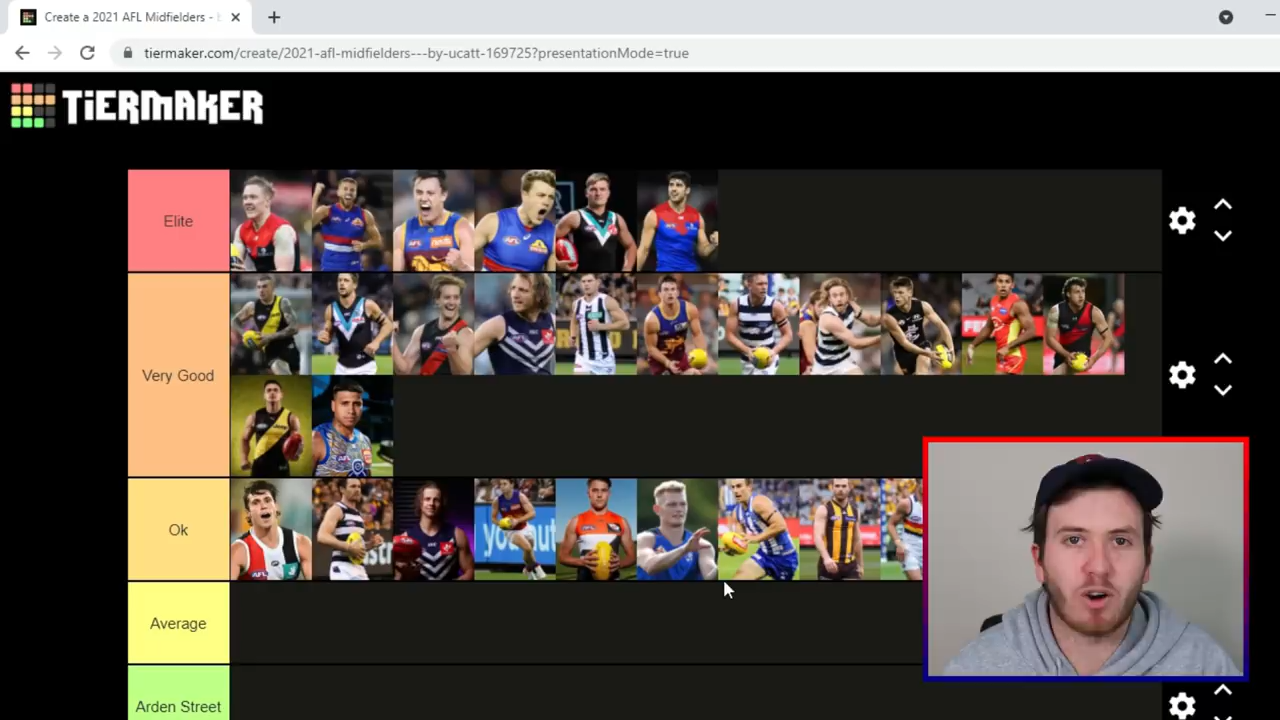 Create a 2021 AFL Midfielders -
tiermaker.com/create/2021-afl-midfielders---by-ucatt-169725?presentationMode=true
TiERMAKER
Elite
Very Good
Ok
Average
Arden Street